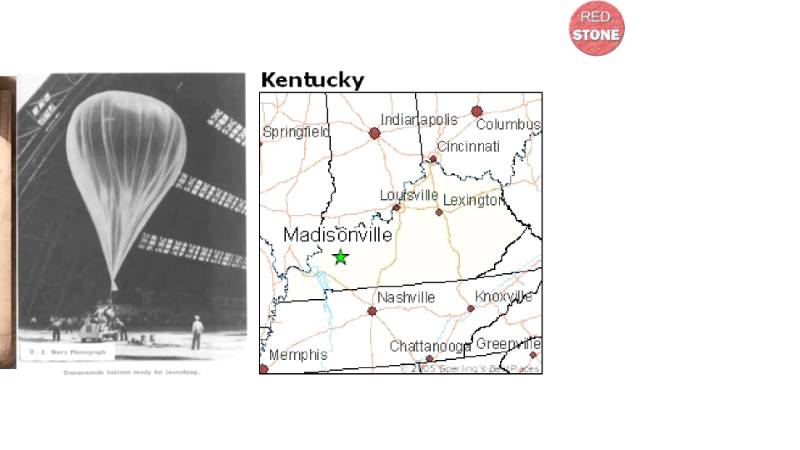 RED
STONE
Kentucky
Springfield
Indianapolis
Columbus
Cincinnati
Louisville
Lexington
Madisonville
Nashville
Knoxville
Chattanooga
Greenville
Memphis
© 2005 Sperling's BestPlaces
U. S. Navy Photograph
Transosonde balloon ready for launching.